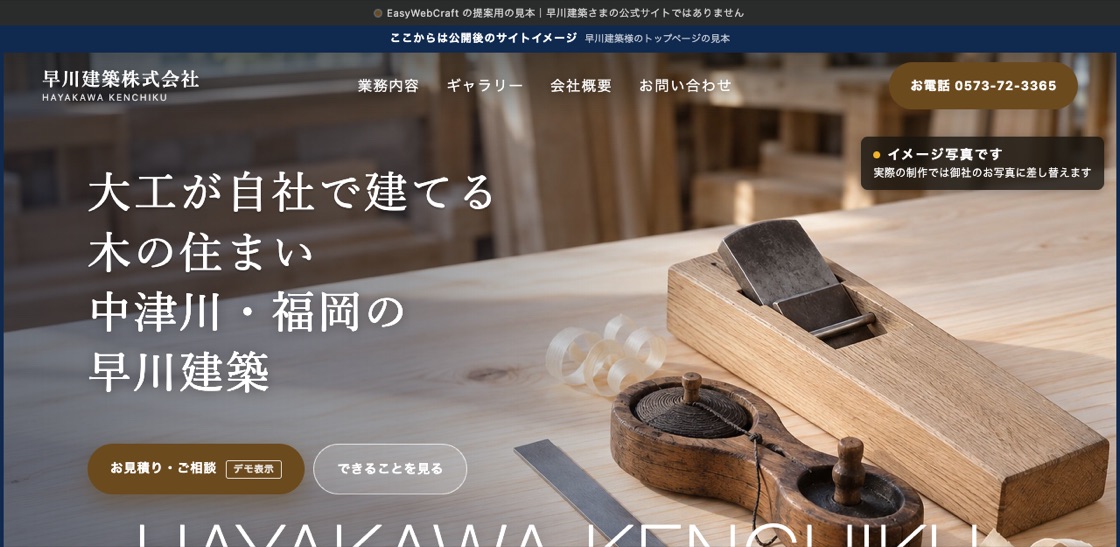 EasyWebCraft の提案用の見本｜早川建築さまの公式サイトではありません
ここからは公開後のサイトイメージ 早川建築様のトップページの見本
早川建築株式会社
HAYAKAWA KENCHIKU
業務内容 ギャラリー 会社概要 お問い合わせ
お電話 0573-72-3365
イメージ写真です
実際の制作では御社のお写真に差し替えます
大工が自社で建てる
木の住まい
中津川・福岡の
早川建築
お見積り・ご相談 デモ表示
できることを見る
HAYAKAWA KENCHIKU